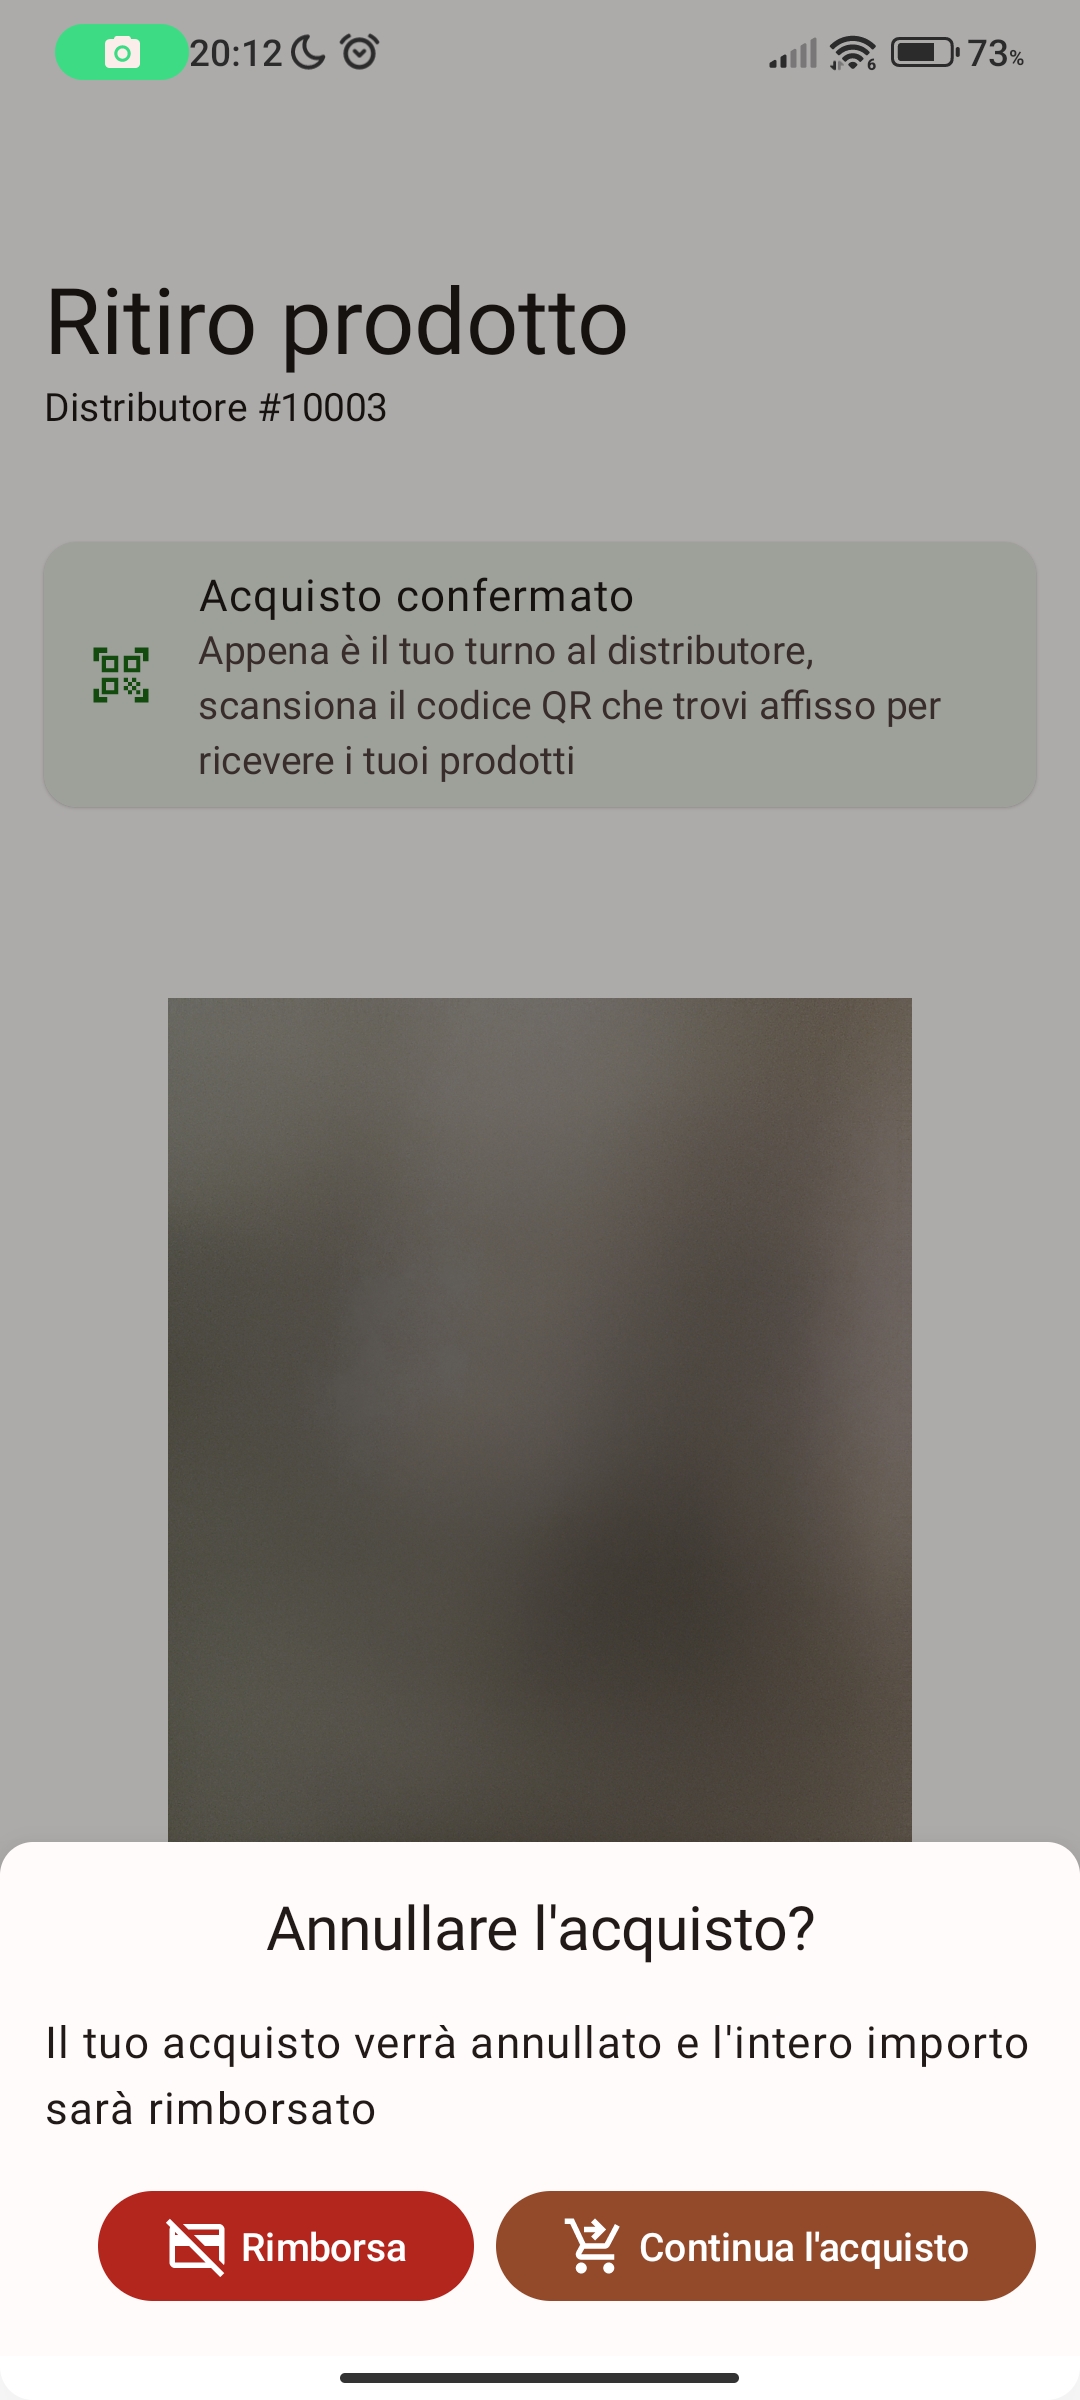 20:12
6
73%
Ritiro prodotto
Distributore #10003
Acquisto confermato
Appena è il tuo turno al distributore,
scansiona il codice QR che trovi affisso per
ricevere i tuoi prodotti
Annullare l'acquisto?
Il tuo acquisto verrà annullato e l'intero importo
sarà rimborsato
Rimborsa
Continua l'acquisto